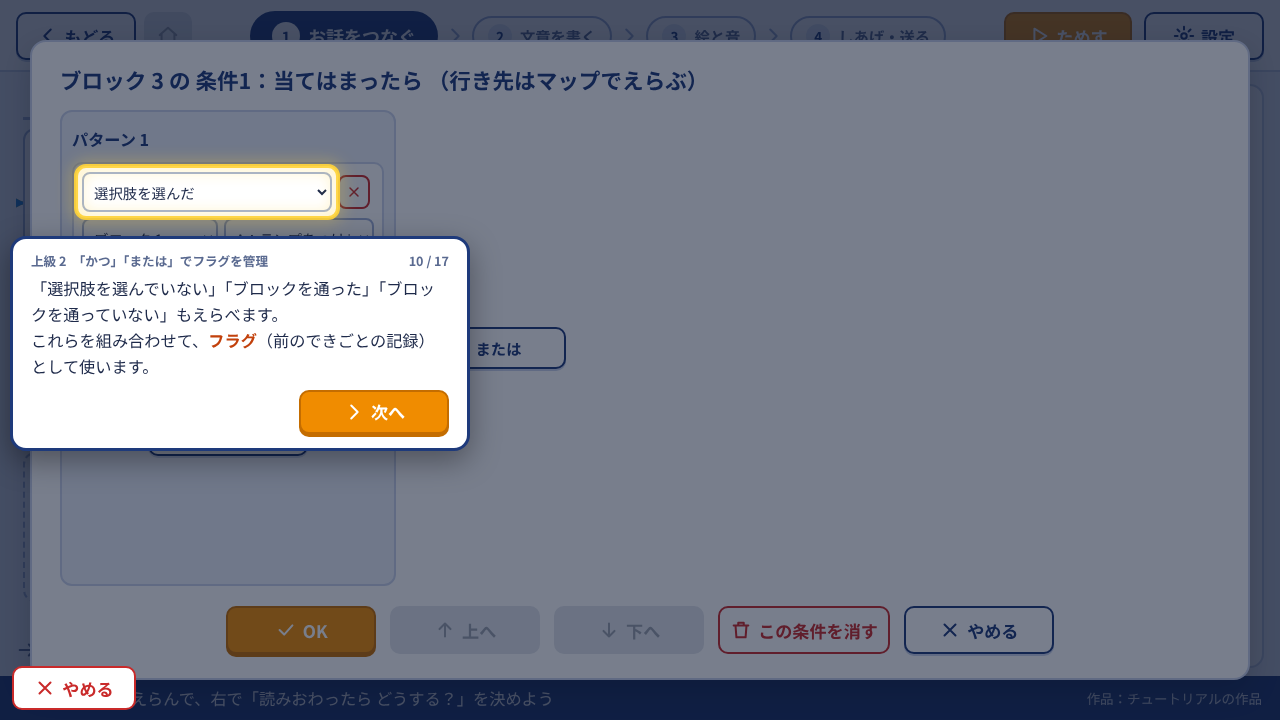 もどる
1 お話をつなぐ
2 文章を書く
3 絵と音
4 しあげ・送る
ためす
設定
ブロック 3 の 条件1：当てはまったら （行き先はマップでえらぶ）
パターン 1
選択肢を選んだ
上級 2 「かつ」「または」でフラグを管理
10 / 17
「選択肢を選んでいない」「ブロックを通った」「ブロッ
クを通っていない」もえらべます。
これらを組み合わせて、フラグ（前のできごとの記録）
として使います。
次へ
または
OK
上へ
下へ
この条件を消す
やめる
やめる
えらんで、右で「読みおわったら どうする？」を決めよう
作品：チュートリアルの作品